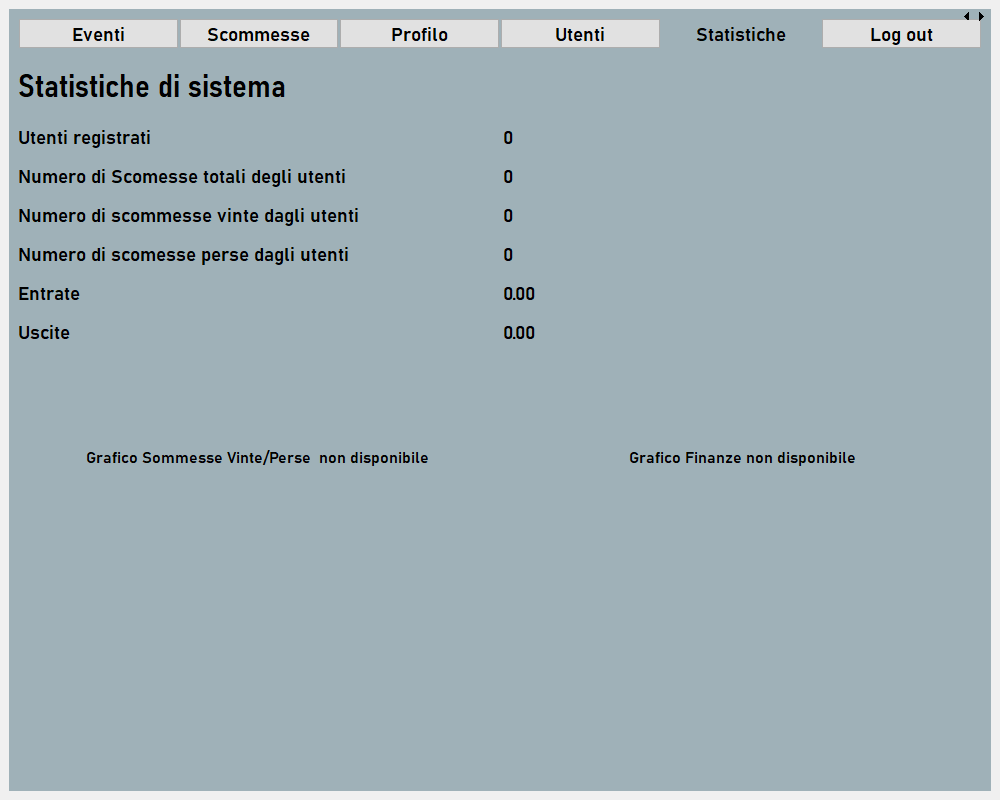 Eventi Scommesse Profilo Utenti Statistiche Log out
Statistiche di sistema
Utenti registrati 0
Numero di Scomesse totali degli utenti 0
Numero di scommesse vinte dagli utenti 0
Numero di scomesse perse dagli utenti 0
Entrate 0.00
Uscite 0.00
Grafico Sommesse Vinte/Perse  non disponibile Grafico Finanze non disponibile